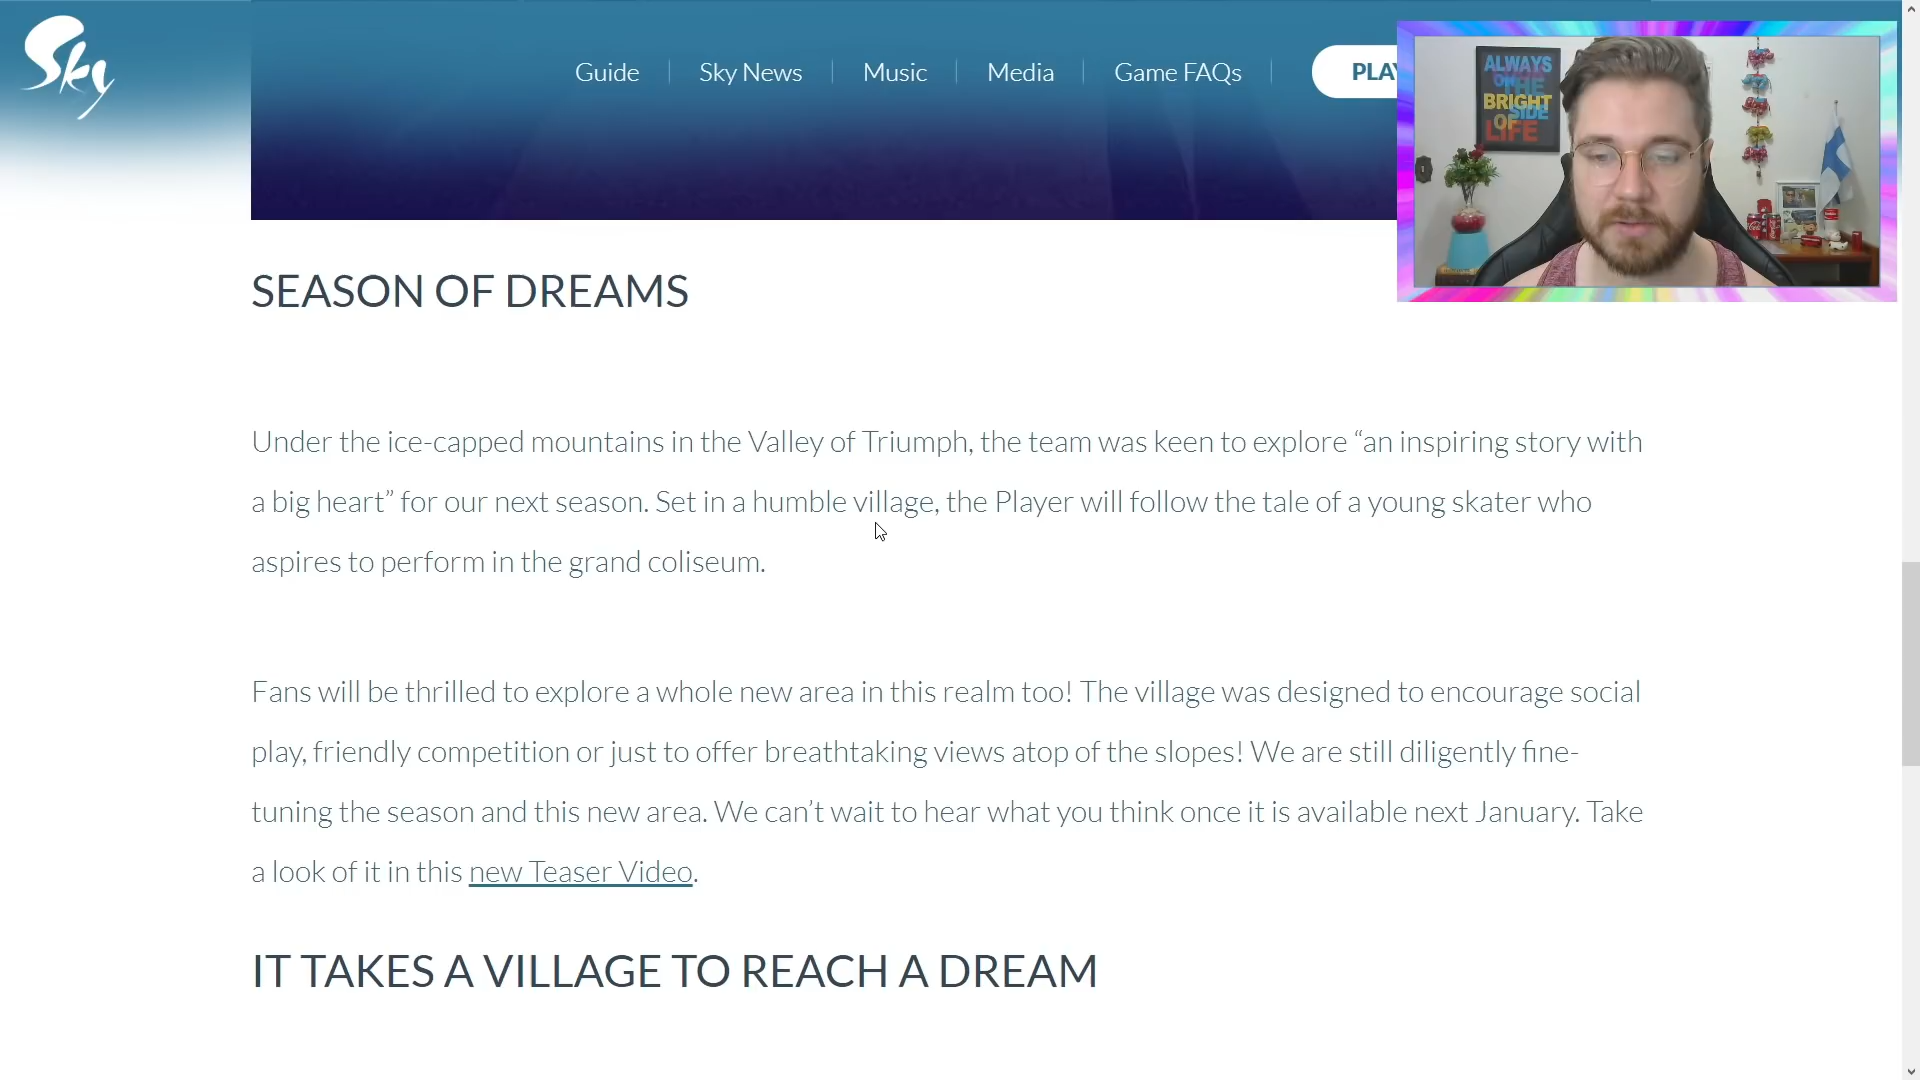 Sky
Guide
Sky News
Music
Media
Game FAQs
PLAY
ALWAYS
ON THE
BRIGHT
SIDE
OF
LIFE
SEASON OF DREAMS
Under the ice-capped mountains in the Valley of Triumph, the team was keen to explore “an inspiring story with
a big heart” for our next season. Set in a humble village, the Player will follow the tale of a young skater who
aspires to perform in the grand coliseum.
Fans will be thrilled to explore a whole new area in this realm too! The village was designed to encourage social
play, friendly competition or just to offer breathtaking views atop of the slopes! We are still diligently fine-
tuning the season and this new area. We can’t wait to hear what you think once it is available next January. Take
a look of it in this new Teaser Video.
IT TAKES A VILLAGE TO REACH A DREAM